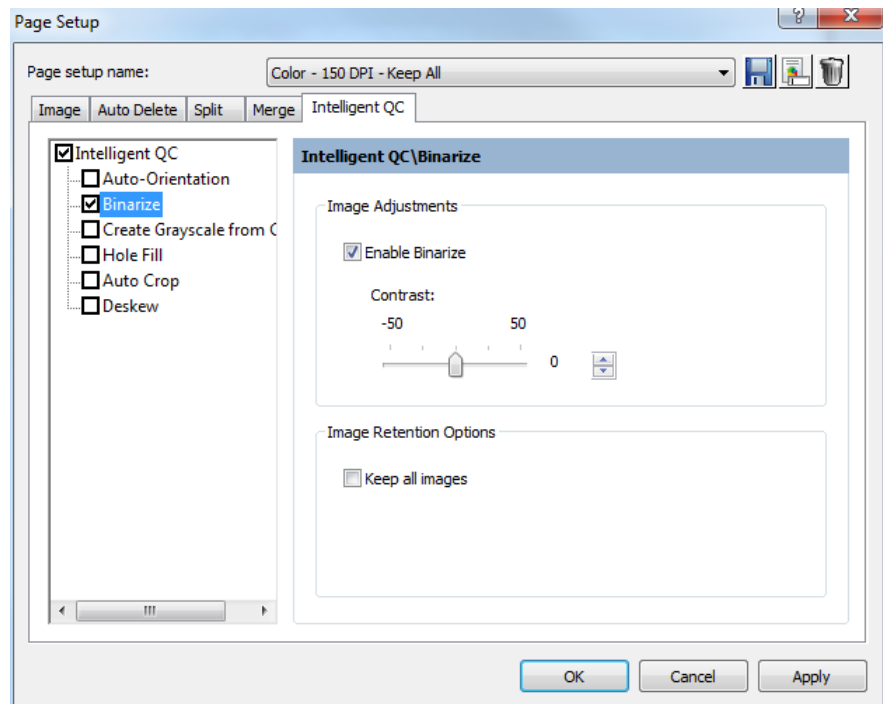 Page Setup
Page setup name:
Color - 150 DPI - Keep All
Image
Auto Delete
Split
Merge
Intelligent QC
Intelligent QC
Auto-Orientation
Binarize
Create Grayscale from C
Hole Fill
Auto Crop
Deskew
Intelligent QC\Binarize
Image Adjustments
Enable Binarize
Contrast:
-50 50
0
Image Retention Options
Keep all images
OK
Cancel
Apply